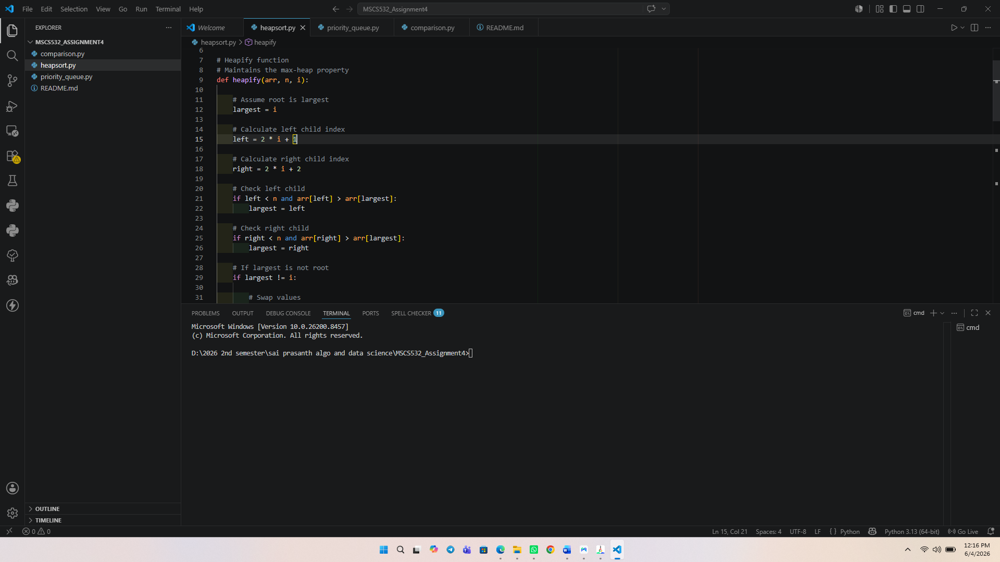 File Edit Selection View Go Run Terminal Help
MSCS532_Assignment4
EXPLORER
MSCS532_ASSIGNMENT4
comparison.py
heapsort.py
priority_queue.py
README.md
OUTLINE
TIMELINE
Welcome heapsort.py priority_queue.py comparison.py README.md
heapsort.py > heapify
6
7 # Heapify function
8 # Maintains the max-heap property
9 def heapify(arr, n, i):
10
11 # Assume root is largest
12 largest = i
13
14 # Calculate left child index
15 left = 2 * i + 1
16
17 # Calculate right child index
18 right = 2 * i + 2
19
20 # Check left child
21 if left < n and arr[left] > arr[largest]:
22 largest = left
23
24 # Check right child
25 if right < n and arr[right] > arr[largest]:
26 largest = right
27
28 # If largest is not root
29 if largest != i:
30
31 # Swap values
PROBLEMS OUTPUT DEBUG CONSOLE TERMINAL PORTS SPELL CHECKER 11
cmd
Microsoft Windows [Version 10.0.26200.8457]
(c) Microsoft Corporation. All rights reserved.
D:\2026 2nd semester\sai prasanth algo and data science\MSCS532_Assignment4>
cmd
0 0
Ln 15, Col 21 Spaces: 4 UTF-8 LF { } Python Python 3.13 (64-bit) Go Live
12:16 PM
6/4/2026